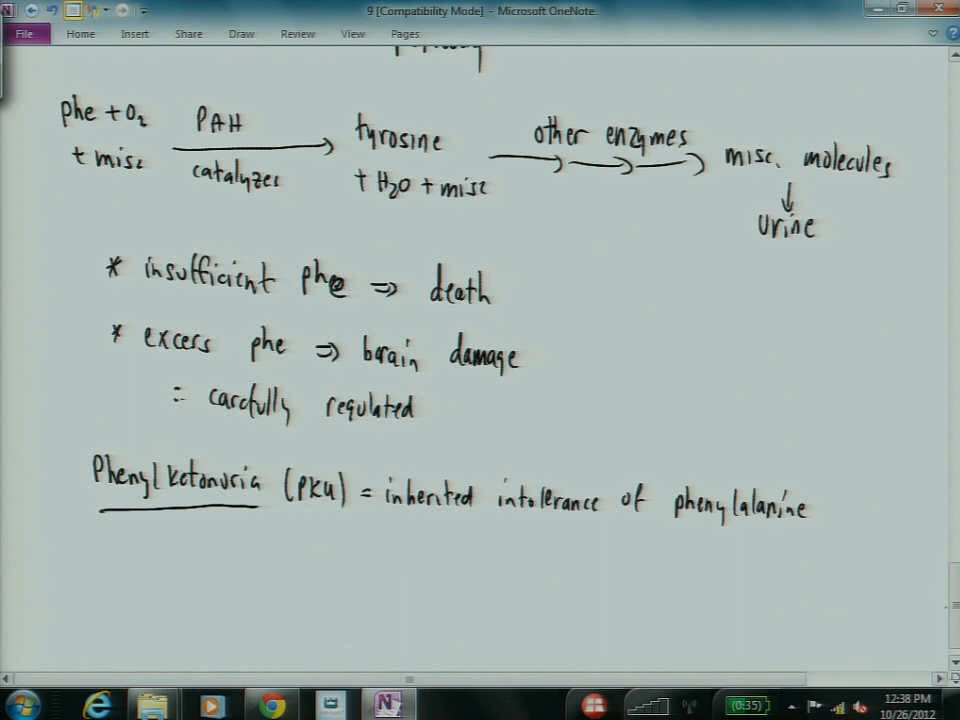 9 [Compatibility Mode] - Microsoft OneNote
File Home Insert Share Draw Review View Pages
phe + O₂ PAH tyrosine other enzymes misc. molecules
+ misc catalyzes + H₂O + misc
urine
* insufficient phe ⇒ death
* excess phe ⇒ brain damage
= carefully regulated
Phenylketonuria (PKU) = inherited intolerance of phenylalanine
(0:35) 12:38 PM
10/26/2012